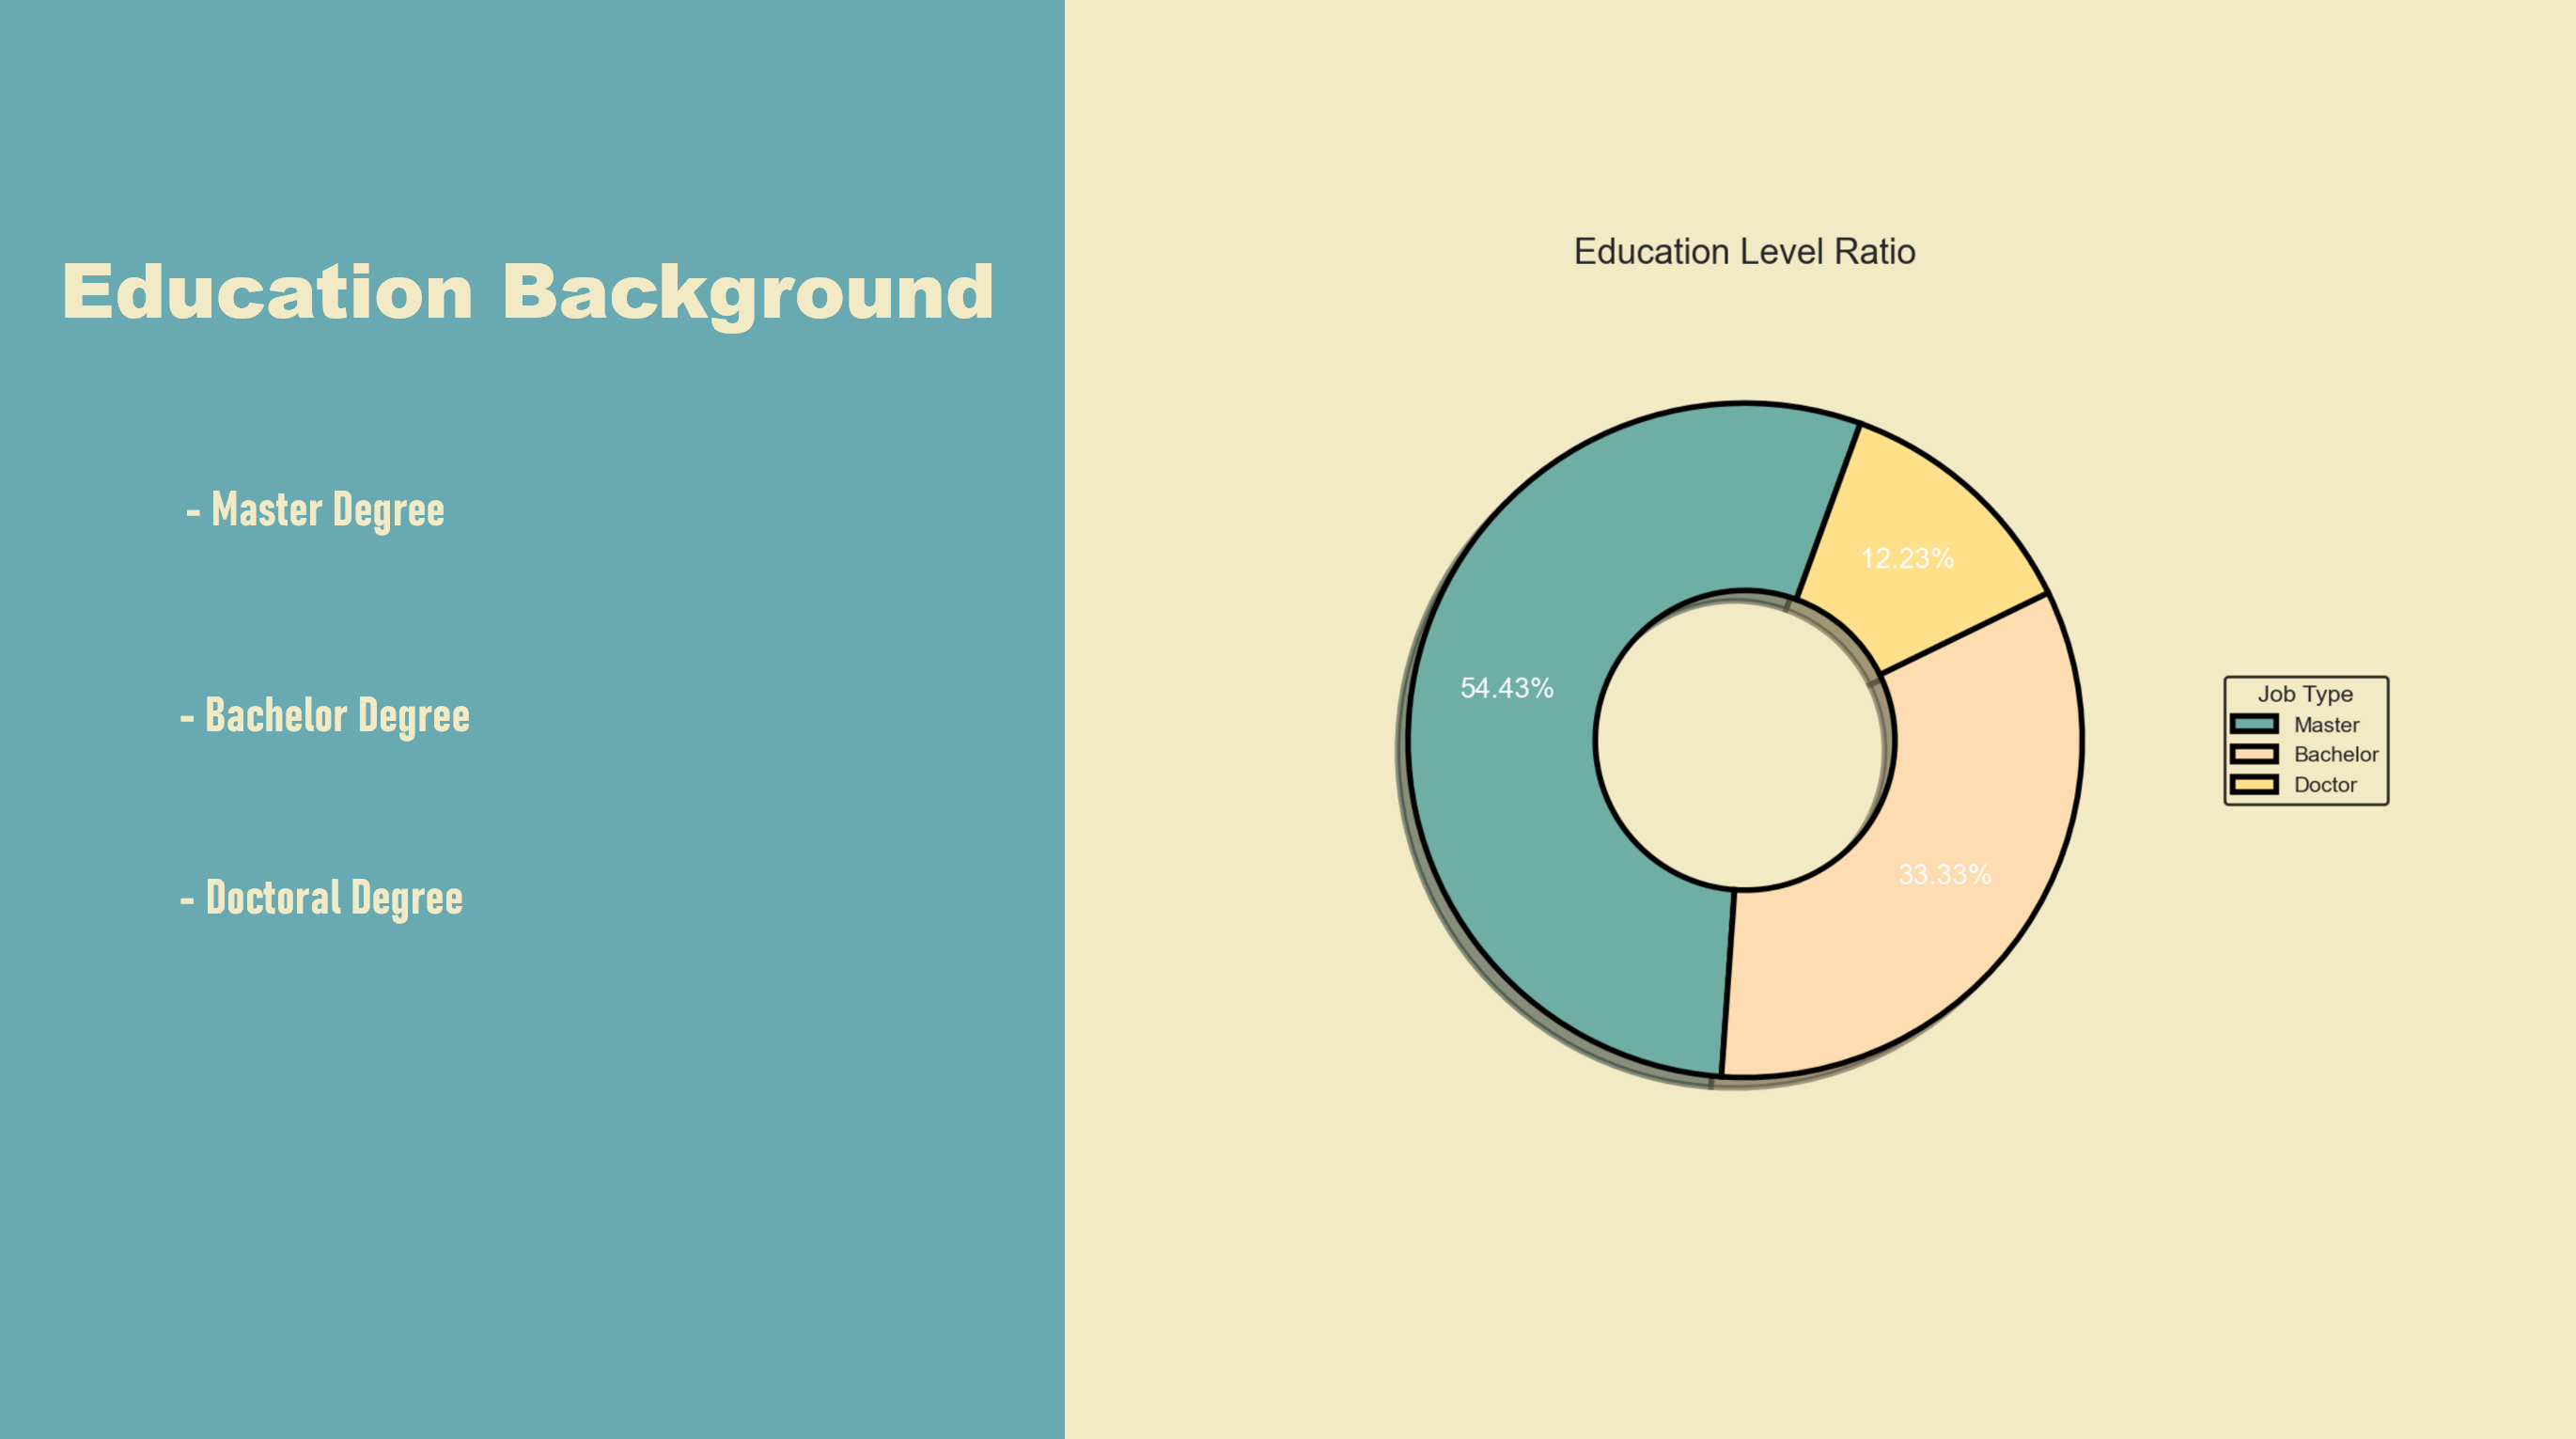 Education Background
- Master Degree
- Bachelor Degree
- Doctoral Degree
Education Level Ratio
12.23%
54.43%
33.33%
Job Type
Master
Bachelor
Doctor